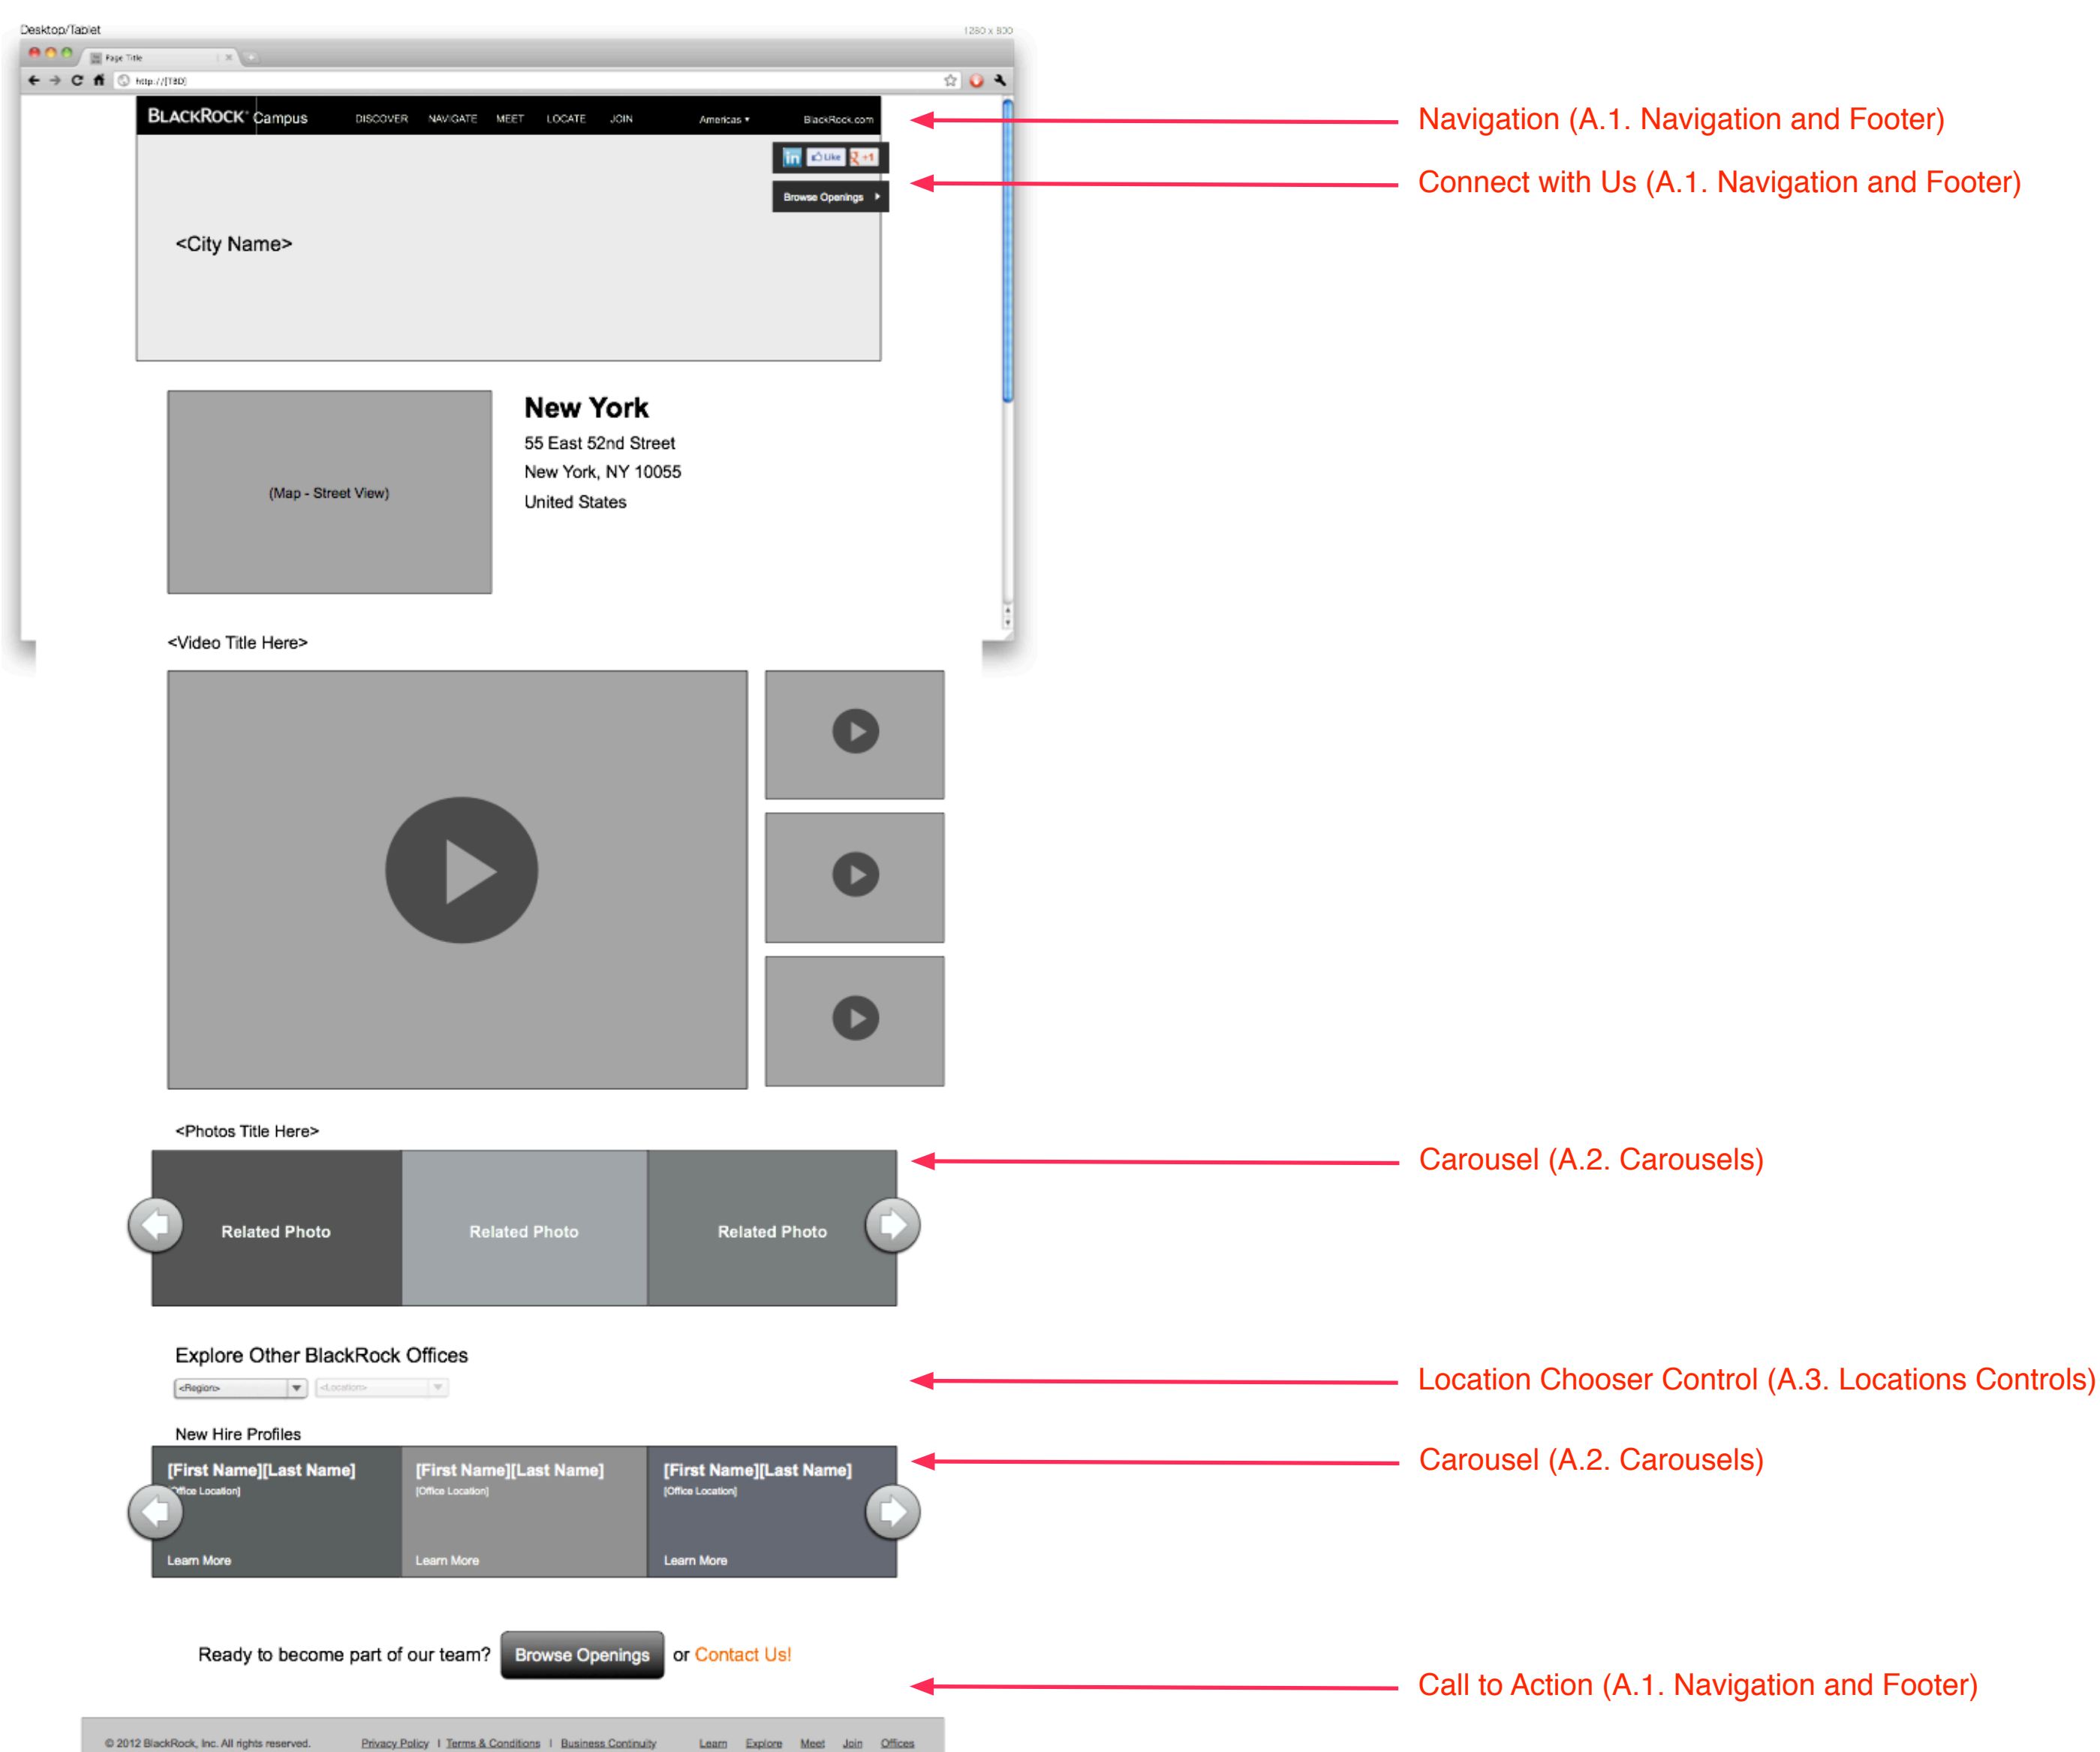 Desktop/Tablet
1280 x 800
Page Title
http://[TBD]
BLACKROCK® Campus DISCOVER NAVIGATE MEET LOCATE JOIN Americas ▾ BlackRock.com
Navigation (A.1. Navigation and Footer)
in Like +1
Connect with Us (A.1. Navigation and Footer)
Browse Openings
<City Name>
New York
55 East 52nd Street
New York, NY 10055
United States
(Map - Street View)
<Video Title Here>
<Photos Title Here>
Carousel (A.2. Carousels)
Related Photo Related Photo Related Photo
Explore Other BlackRock Offices
<Region> <Location>
Location Chooser Control (A.3. Locations Controls)
New Hire Profiles
Carousel (A.2. Carousels)
[First Name][Last Name] [First Name][Last Name] [First Name][Last Name]
Office Location] [Office Location] [Office Location]
Learn More Learn More Learn More
Ready to become part of our team? Browse Openings or Contact Us!
Call to Action (A.1. Navigation and Footer)
© 2012 BlackRock, Inc. All rights reserved. Privacy Policy | Terms & Conditions | Business Continuity Learn Explore Meet Join Offices